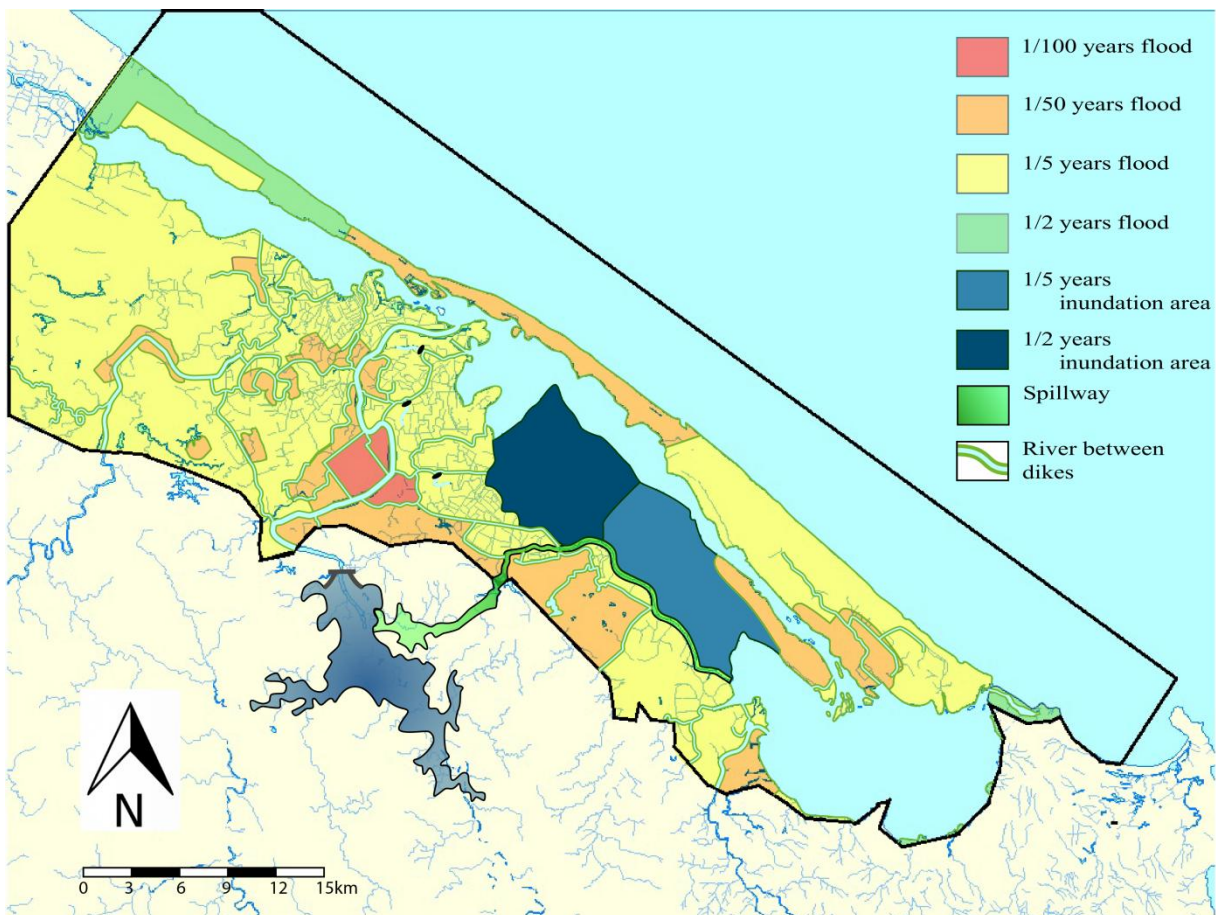 1/100 years flood
1/50 years flood
1/5 years flood
1/2 years flood
1/5 years
inundation area
1/2 years
inundation area
Spillway
River between
dikes
N
0 3 6 9 12 15km